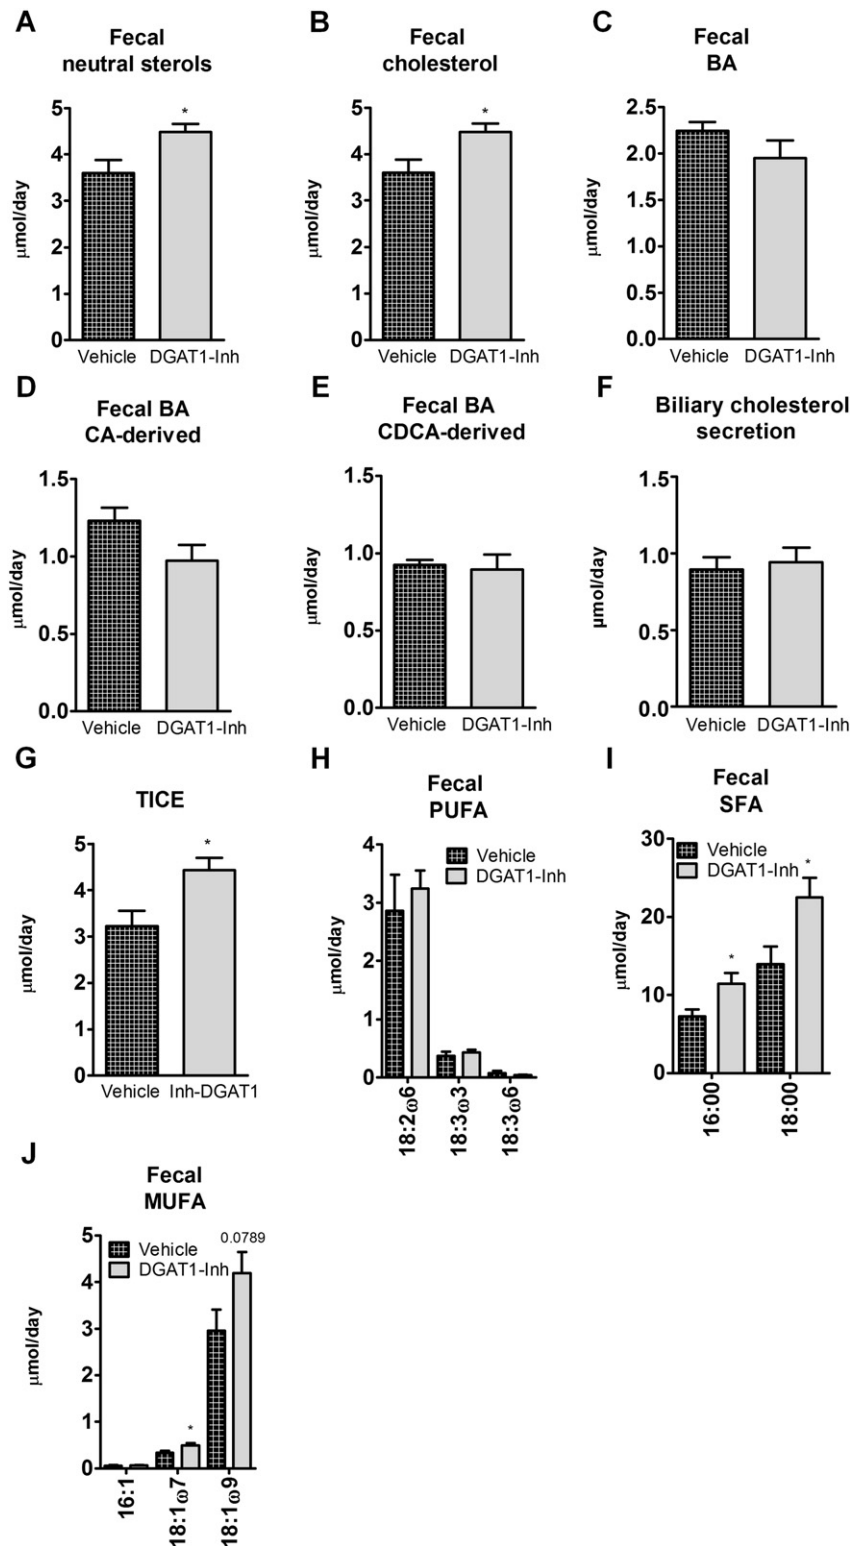 A
Fecal
neutral sterols
5
4
3
2
1
0
μmol/day
*
Vehicle DGAT1-Inh
B
Fecal
cholesterol
5
4
3
2
1
0
μmol/day
*
Vehicle DGAT1-Inh
C
Fecal
BA
2.5
2.0
1.5
1.0
0.5
0.0
μmol/day
Vehicle DGAT1-Inh
D
Fecal BA
CA-derived
1.5
1.0
0.5
0.0
μmol/day
Vehicle DGAT1-Inh
E
Fecal BA
CDCA-derived
1.5
1.0
0.5
0.0
μmol/day
Vehicle DGAT1-Inh
F
Biliary cholesterol
secretion
1.5
1.0
0.5
0.0
μmol/day
Vehicle DGAT1-Inh
G
TICE
5
4
3
2
1
0
μmol/day
*
Vehicle Inh-DGAT1
H
Fecal
PUFA
4
3
2
1
0
μmol/day
Vehicle
DGAT1-Inh
18:2ω6
18:3ω3
18:3ω6
I
Fecal
SFA
30
20
10
0
μmol/day
Vehicle
DGAT1-Inh
*
*
16:00
18:00
J
Fecal
MUFA
5
4
3
2
1
0
μmol/day
Vehicle
DGAT1-Inh
0.0789
*
16:1
18:1ω7
18:1ω9